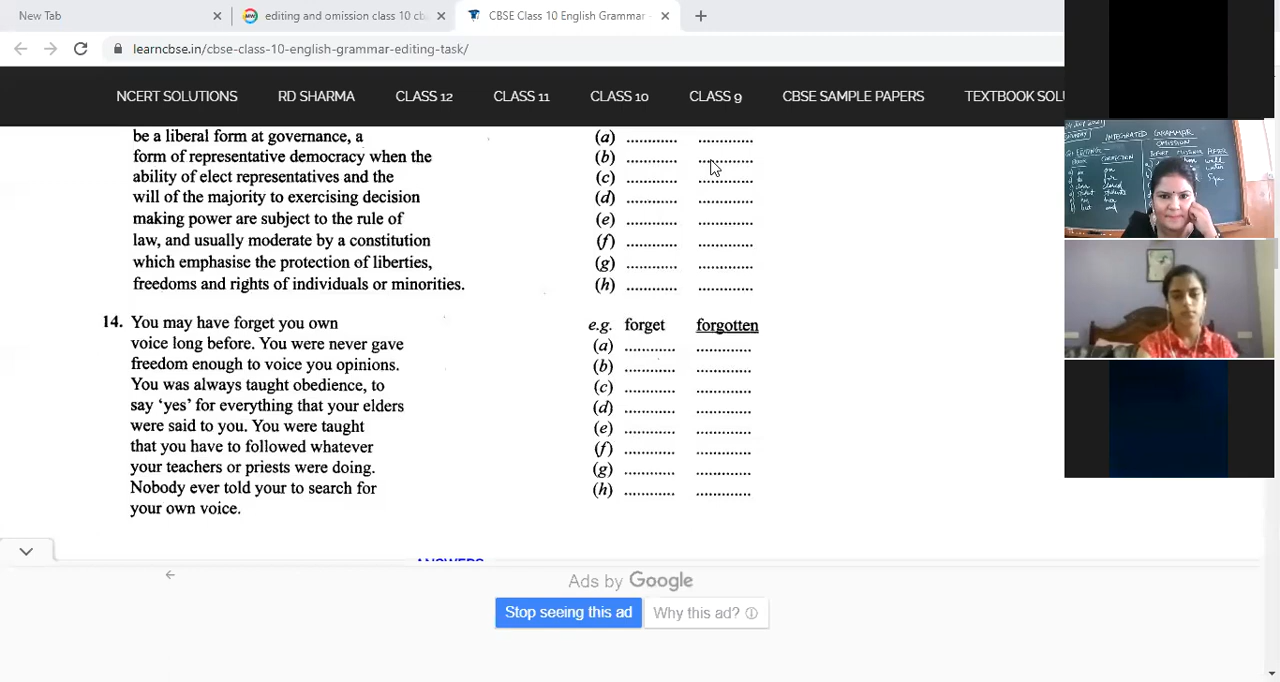 New Tab
editing and omission class 10 cb
CBSE Class 10 English Grammar
learncbse.in/cbse-class-10-english-grammar-editing-task/
NCERT SOLUTIONS RD SHARMA CLASS 12 CLASS 11 CLASS 10 CLASS 9 CBSE SAMPLE PAPERS TEXTBOOK SOLU
be a liberal form at governance, a (a) ........... ............
form of representative democracy when the (b) ........... ............
ability of elect representatives and the (c) ........... ............
will of the majority to exercising decision (d) ........... ............
making power are subject to the rule of (e) ........... ............
law, and usually moderate by a constitution (f) ........... ............
which emphasise the protection of liberties, (g) ........... ............
freedoms and rights of individuals or minorities. (h) ........... ............
14. You may have forget you own e.g. forget forgotten
voice long before. You were never gave (a) ........... ............
freedom enough to voice you opinions. (b) ........... ............
You was always taught obedience, to (c) ........... ............
say ‘yes’ for everything that your elders (d) ........... ............
were said to you. You were taught (e) ........... ............
that you have to followed whatever (f) ........... ............
your teachers or priests were doing. (g) ........... ............
Nobody ever told your to search for (h) ........... ............
your own voice.
ANSWERS
Ads by Google
Stop seeing this ad Why this ad?
INTEGRATED GRAMMAR
OMISSION